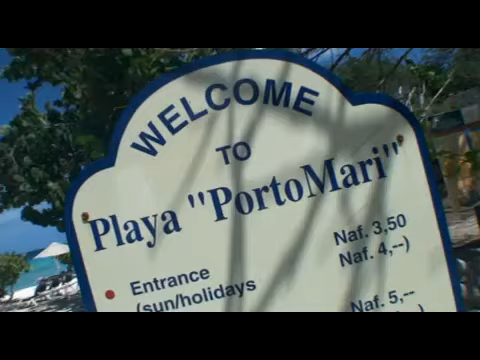 WELCOME
TO
Playa "PortoMari"
Entrance Naf. 3,50
(sun/holidays Naf. 4,--)
Naf. 5,--